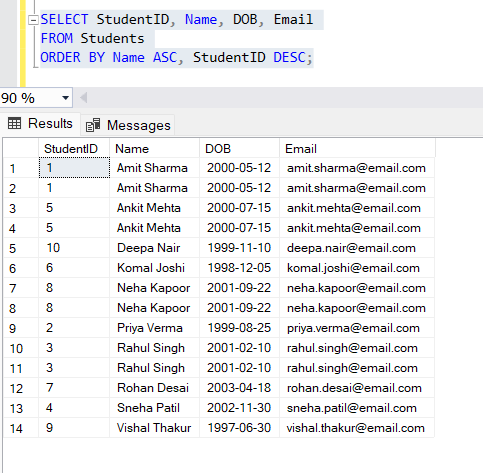 SELECT StudentID, Name, DOB, Email
FROM Students
ORDER BY Name ASC, StudentID DESC;
90 %
Results Messages
StudentID Name DOB Email
1 1 Amit Sharma 2000-05-12 amit.sharma@email.com
2 1 Amit Sharma 2000-05-12 amit.sharma@email.com
3 5 Ankit Mehta 2000-07-15 ankit.mehta@email.com
4 5 Ankit Mehta 2000-07-15 ankit.mehta@email.com
5 10 Deepa Nair 1999-11-10 deepa.nair@email.com
6 6 Komal Joshi 1998-12-05 komal.joshi@email.com
7 8 Neha Kapoor 2001-09-22 neha.kapoor@email.com
8 8 Neha Kapoor 2001-09-22 neha.kapoor@email.com
9 2 Priya Verma 1999-08-25 priya.verma@email.com
10 3 Rahul Singh 2001-02-10 rahul.singh@email.com
11 3 Rahul Singh 2001-02-10 rahul.singh@email.com
12 7 Rohan Desai 2003-04-18 rohan.desai@email.com
13 4 Sneha Patil 2002-11-30 sneha.patil@email.com
14 9 Vishal Thakur 1997-06-30 vishal.thakur@email.com